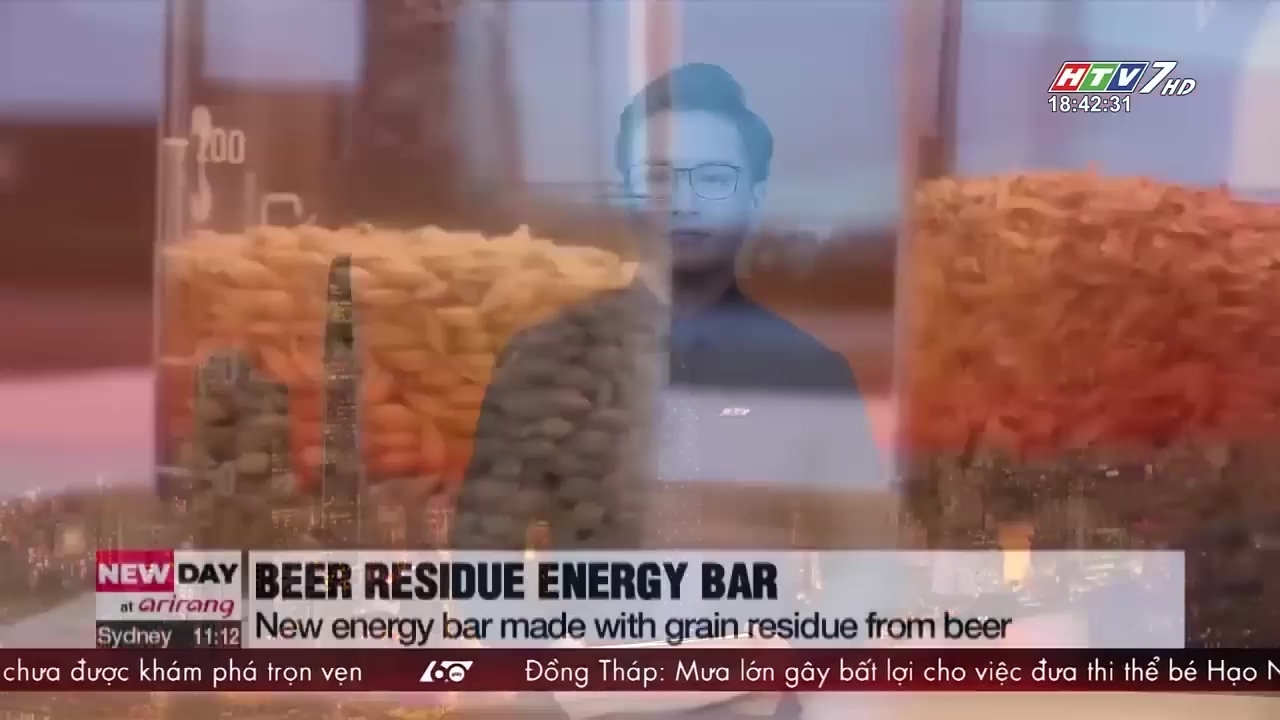 HTV7 HD
18:42:31
200
HTV
NEW DAY
at arirang
Sydney 11:12
BEER RESIDUE ENERGY BAR
New energy bar made with grain residue from beer
chưa được khám phá trọn vẹn 60 Đồng Tháp: Mưa lớn gây bất lợi cho việc đưa thi thể bé Hạo N